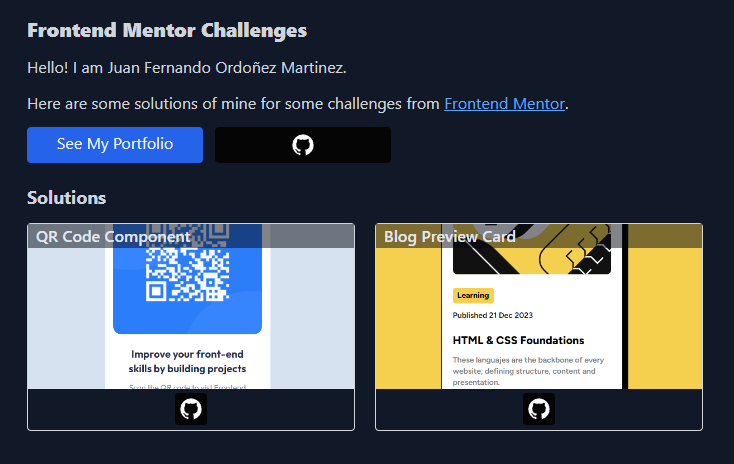 Frontend Mentor Challenges
Hello! I am Juan Fernando Ordoñez Martinez.
Here are some solutions of mine for some challenges from Frontend Mentor.
See My Portfolio
Solutions
QR Code Component
Improve your front-end
skills by building projects
Scan the QR code to visit Frontend
Blog Preview Card
Learning
Published 21 Dec 2023
HTML & CSS Foundations
These languajes are the backbone of every
website, defining structure, content and
presentation.